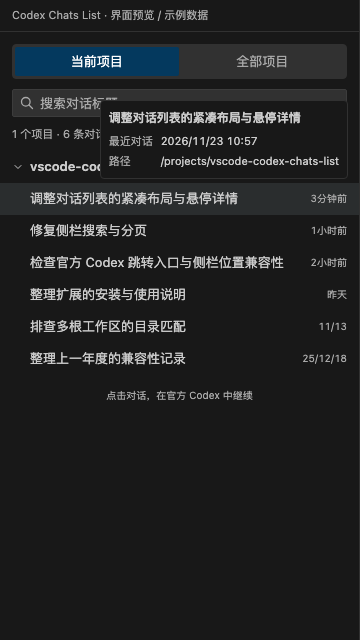 Codex Chats List · 界面预览 / 示例数据
当前项目
全部项目
搜索对话标题
调整对话列表的紧凑布局与悬停详情
最近对话 2026/11/23 10:57
路径 /projects/vscode-codex-chats-list
1 个项目 · 6 条对
vscode-co
调整对话列表的紧凑布局与悬停详情 3分钟前
修复侧栏搜索与分页 1小时前
检查官方 Codex 跳转入口与侧栏位置兼容性 2小时前
整理扩展的安装与使用说明 昨天
排查多根工作区的目录匹配 11/13
整理上一年度的兼容性记录 25/12/18
点击对话，在官方 Codex 中继续